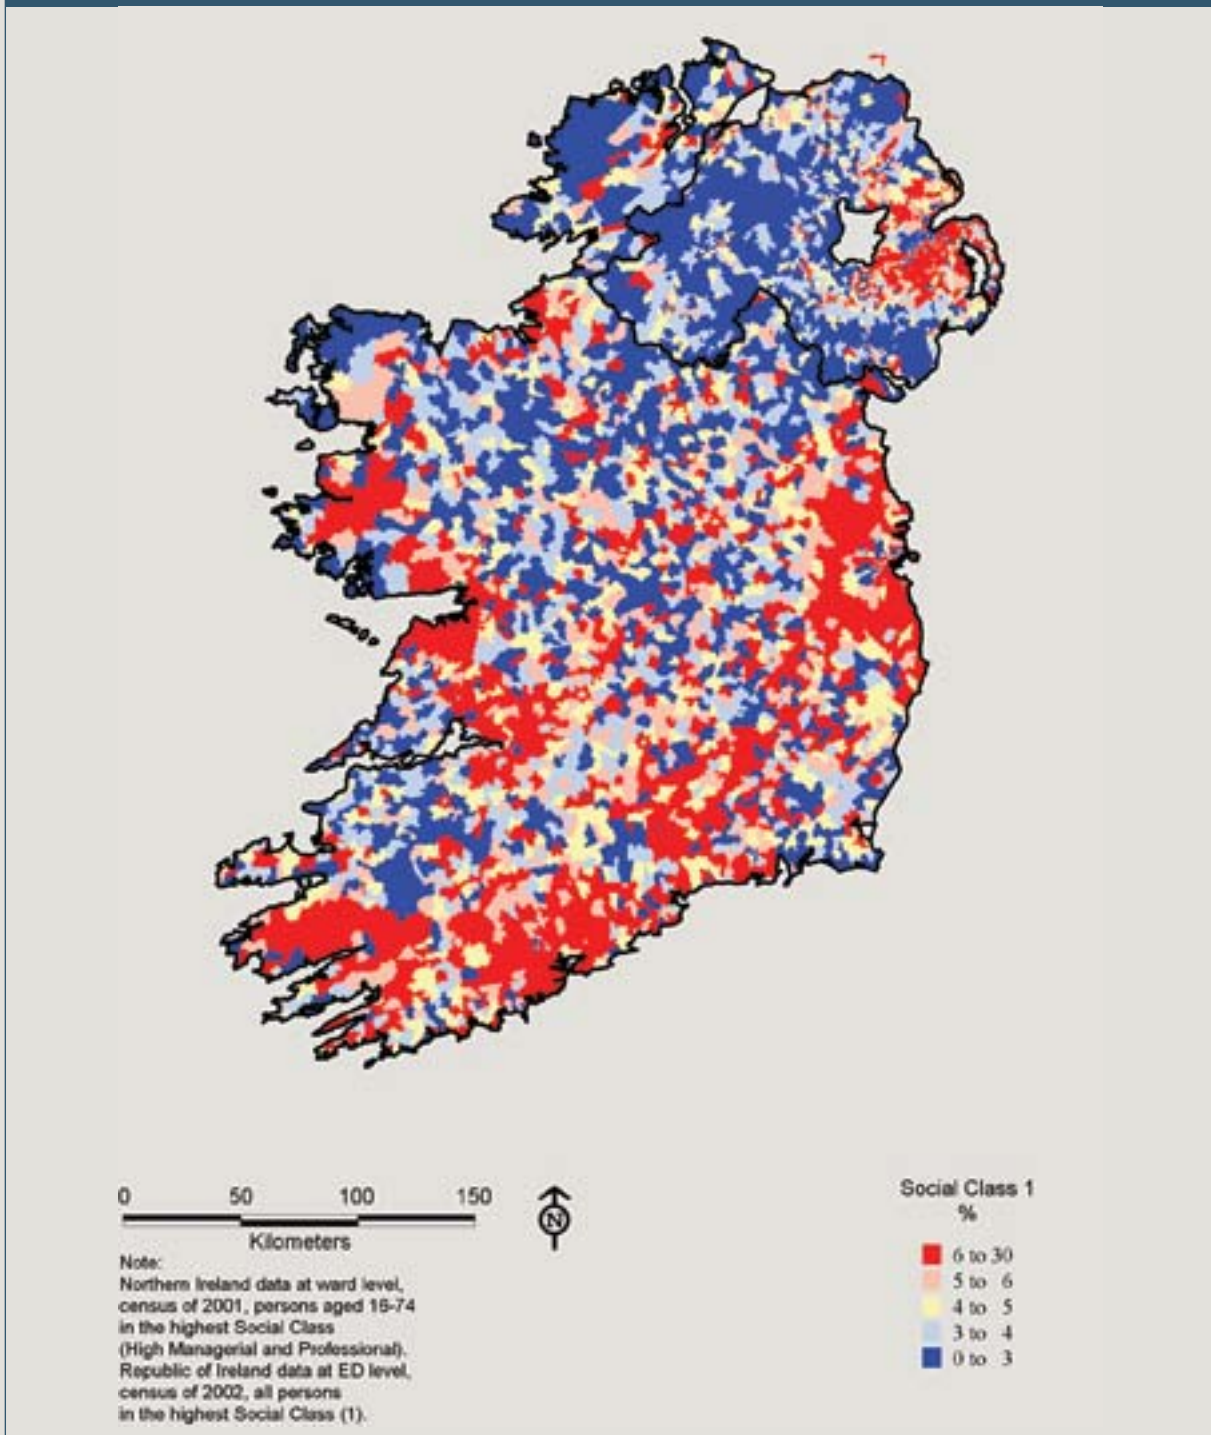 0 50 100 150
Kilometers
N
Note:
Northern Ireland data at ward level,
census of 2001, persons aged 16-74
in the highest Social Class
(High Managerial and Professional).
Republic of Ireland data at ED level,
census of 2002, all persons
in the highest Social Class (1).
Social Class 1
%
6 to 30
5 to 6
4 to 5
3 to 4
0 to 3